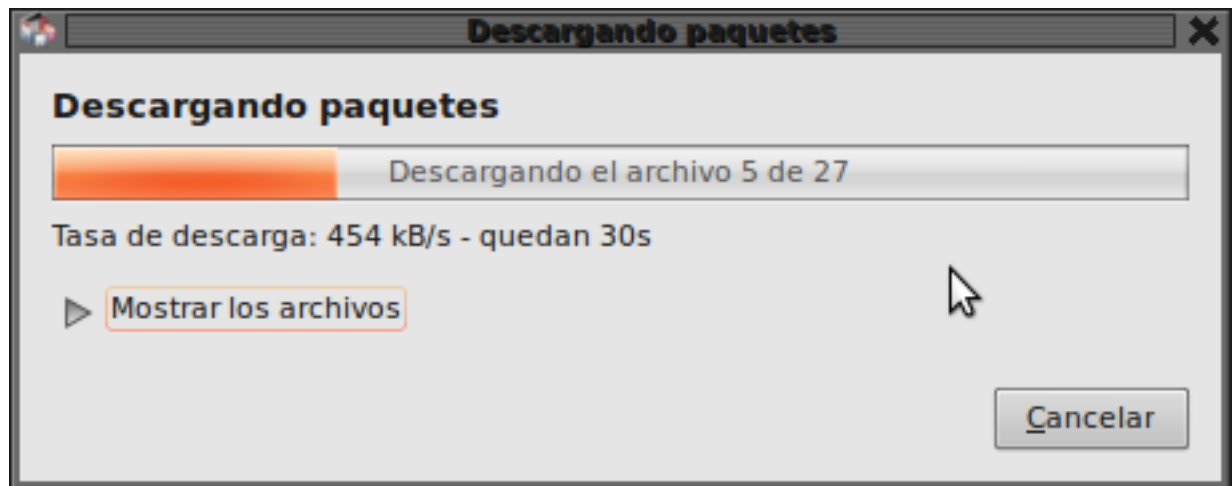 Descargando paquetes
Descargando paquetes
Descargando el archivo 5 de 27
Tasa de descarga: 454 kB/s - quedan 30s
Mostrar los archivos
Cancelar